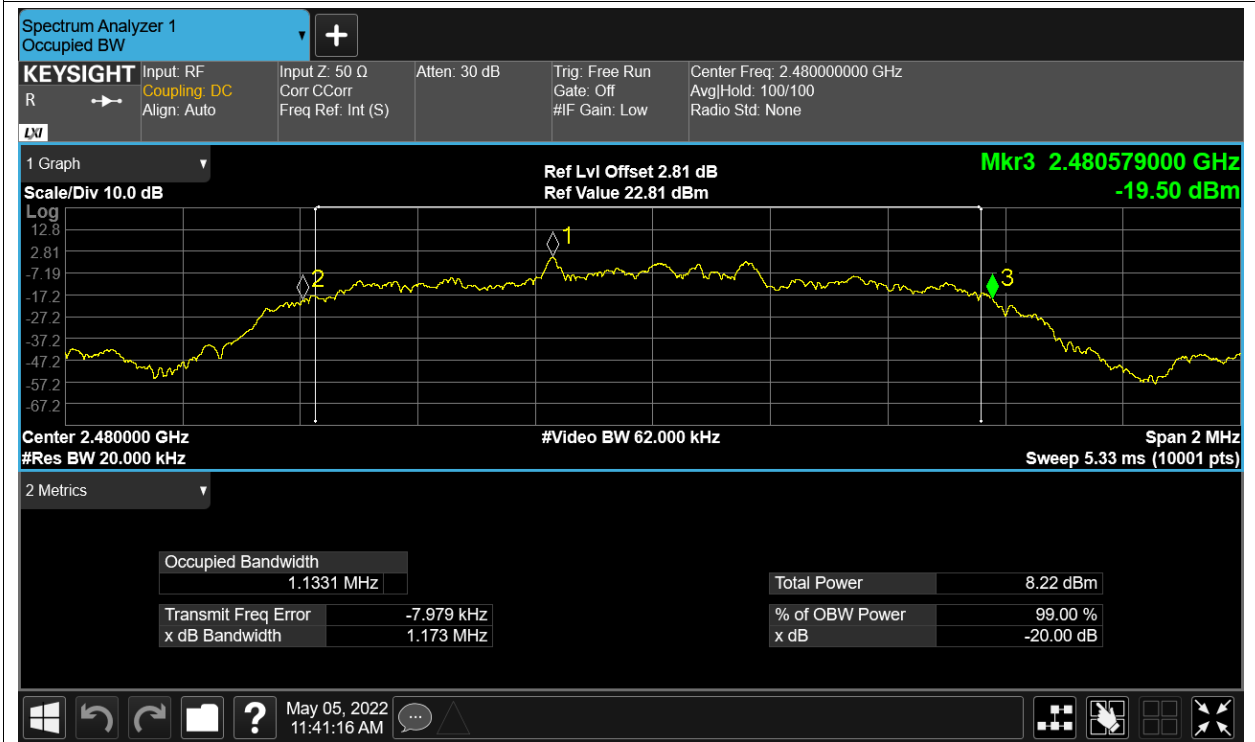 Spectrum Analyzer 1
Occupied BW
KEYSIGHT
R
LXI
Input: RF
Coupling: DC
Align: Auto
Input Z: 50 Ω
Corr CCorr
Freq Ref: Int (S)
Atten: 30 dB
Trig: Free Run
Gate: Off
#IF Gain: Low
Center Freq: 2.480000000 GHz
Avg|Hold: 100/100
Radio Std: None
1 Graph
Scale/Div 10.0 dB
Ref Lvl Offset 2.81 dB
Ref Value 22.81 dBm
Mkr3 2.480579000 GHz
-19.50 dBm
Log
12.8
2.81
-7.19
-17.2
-27.2
-37.2
-47.2
-57.2
-67.2
1
2
3
Center 2.480000 GHz
#Video BW 62.000 kHz
Span 2 MHz
#Res BW 20.000 kHz
Sweep 5.33 ms (10001 pts)
2 Metrics
Occupied Bandwidth
1.1331 MHz
Total Power 8.22 dBm
Transmit Freq Error -7.979 kHz
% of OBW Power 99.00 %
x dB Bandwidth 1.173 MHz
x dB -20.00 dB
?
May 05, 2022
11:41:16 AM